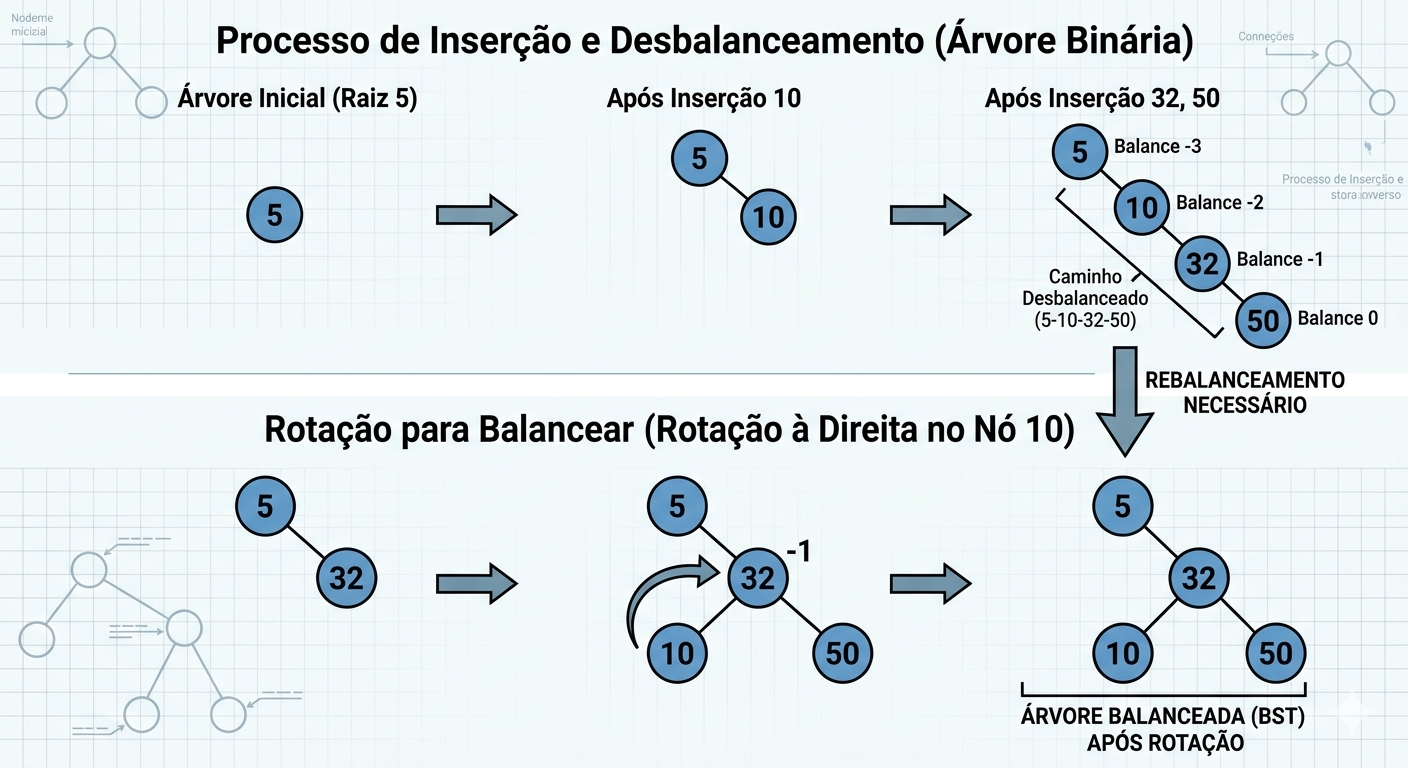 Noderne
micizial
Processo de Inserção e Desbalanceamento (Árvore Binária)
Conneções
Árvore Inicial (Raiz 5)
Após Inserção 10
Após Inserção 32, 50
5
5
10
5
Balance -3
10
Balance -2
32
Balance -1
50
Balance 0
Caminho
Desbalanceado
(5-10-32-50)
Processo de Inserção e
REBALANCEAMENTO
NECESSÁRIO
Rotação para Balancear (Rotação à Direita no Nó 10)
5
32
5
32
-1
10
50
5
32
10
50
ÁRVORE BALANCEADA (BST)
APÓS ROTAÇÃO